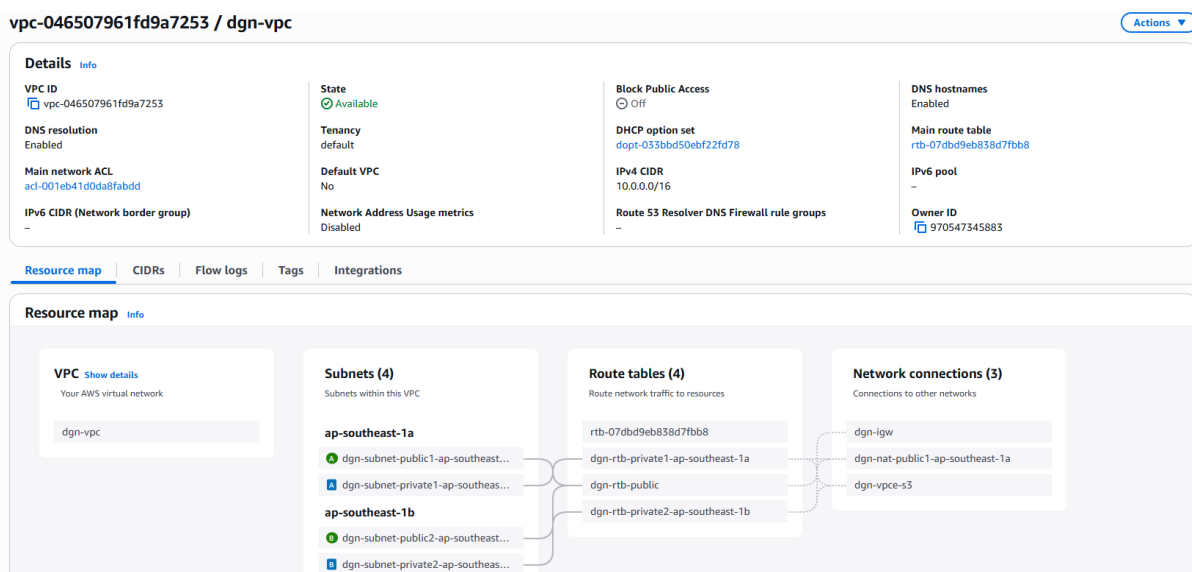 vpc-046507961fd9a7253 / dgn-vpc
Actions
Details Info
VPC ID
vpc-046507961fd9a7253
State
Available
Block Public Access
Off
DNS hostnames
Enabled
DNS resolution
Enabled
Tenancy
default
DHCP option set
dopt-033bbd50ebf22fd78
Main route table
rtb-07dbd9eb838d7fbb8
Main network ACL
acl-001eb41d0da8fabdd
Default VPC
No
IPv4 CIDR
10.0.0.0/16
IPv6 pool
–
IPv6 CIDR (Network border group)
–
Network Address Usage metrics
Disabled
Route 53 Resolver DNS Firewall rule groups
–
Owner ID
970547345883
Resource map
CIDRs
Flow logs
Tags
Integrations
Resource map Info
VPC Show details
Your AWS virtual network
dgn-vpc
Subnets (4)
Subnets within this VPC
ap-southeast-1a
A dgn-subnet-public1-ap-southeast...
A dgn-subnet-private1-ap-southeas...
ap-southeast-1b
B dgn-subnet-public2-ap-southeast...
B dgn-subnet-private2-ap-southeas...
Route tables (4)
Route network traffic to resources
rtb-07dbd9eb838d7fbb8
dgn-rtb-private1-ap-southeast-1a
dgn-rtb-public
dgn-rtb-private2-ap-southeast-1b
Network connections (3)
Connections to other networks
dgn-igw
dgn-nat-public1-ap-southeast-1a
dgn-vpce-s3